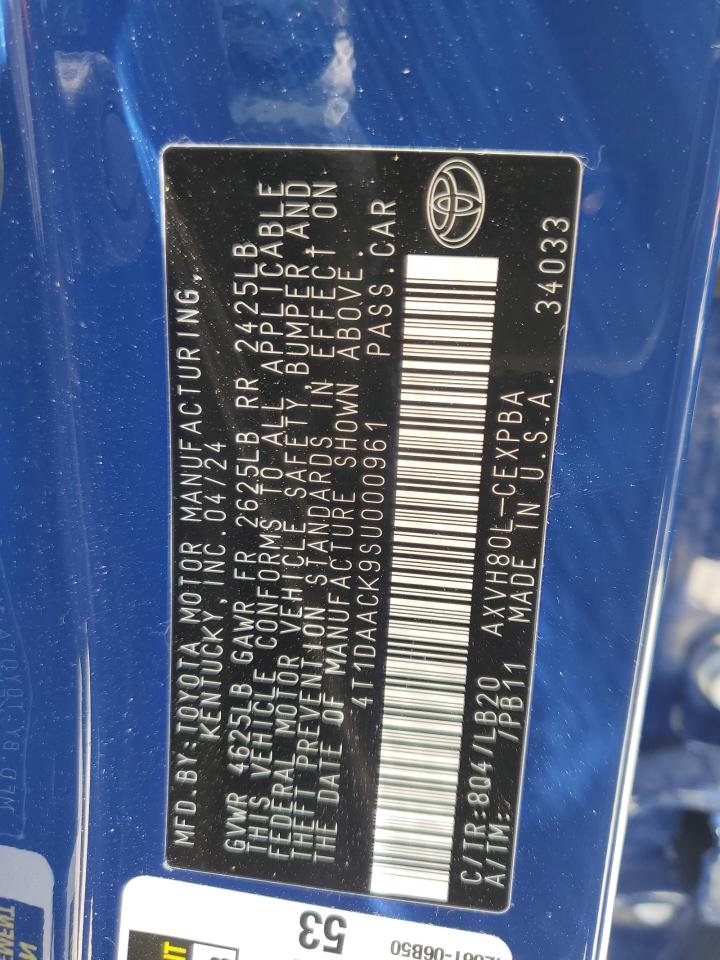 MFD.BY:TOYOTA MOTOR MANUFACTURING,
KENTUCKY, INC. 04/24
GVWR 4625LB GAWR FR 2625LB RR 2425LB
THIS VEHICLE CONFORMS TO ALL APPLICABLE
FEDERAL MOTOR VEHICLE SAFETY, BUMPER AND
THEFT PREVENTION STANDARDS IN EFFECT ON
THE DATE OF MANUFACTURE SHOWN ABOVE.
4T1DAACK9SU000961 PASS.CAR
C/TR:8Q4/LB20 AXVH80L-CEXPBA 34033
A/TM: /PB11 MADE IN U.S.A.
53